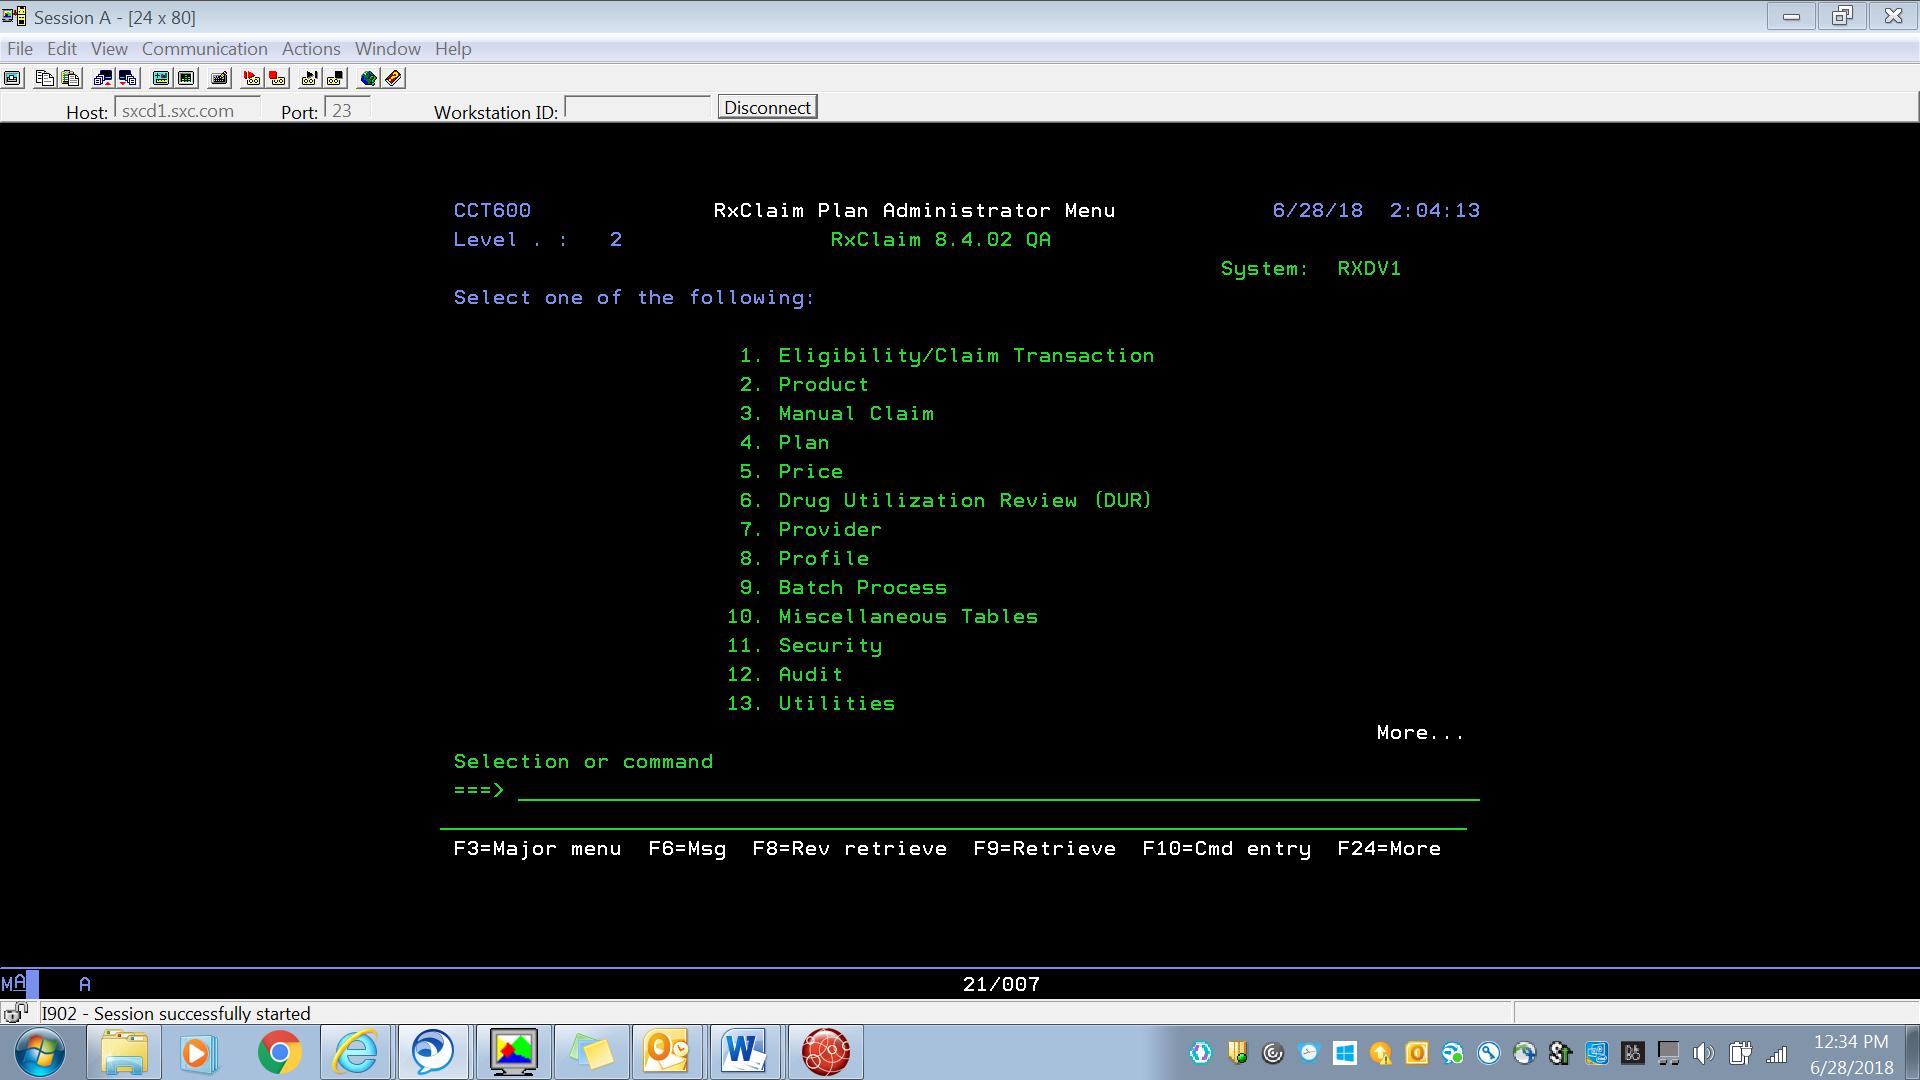 Session A - [24 x 80]
File Edit View Communication Actions Window Help
Host: sxcd1.sxc.com Port: 23 Workstation ID: Disconnect
CCT600 RxClaim Plan Administrator Menu 6/28/18 2:04:13
Level . : 2 RxClaim 8.4.02 QA
System: RXDV1
Select one of the following:
1. Eligibility/Claim Transaction
2. Product
3. Manual Claim
4. Plan
5. Price
6. Drug Utilization Review (DUR)
7. Provider
8. Profile
9. Batch Process
10. Miscellaneous Tables
11. Security
12. Audit
13. Utilities
More...
Selection or command
===>
F3=Major menu F6=Msg F8=Rev retrieve F9=Retrieve F10=Cmd entry F24=More
MA A 21/007
I902 - Session successfully started
12:34 PM
6/28/2018